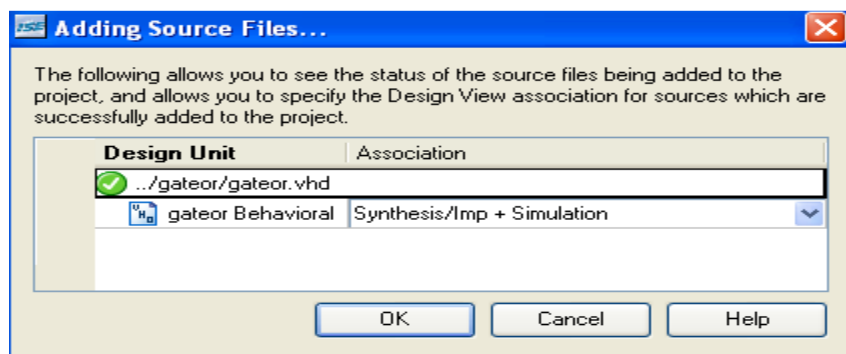 ISE Adding Source Files...
The following allows you to see the status of the source files being added to the
project, and allows you to specify the Design View association for sources which are
successfully added to the project.
Design Unit Association
../gateor/gateor.vhd
gateor Behavioral Synthesis/Imp + Simulation
OK Cancel Help